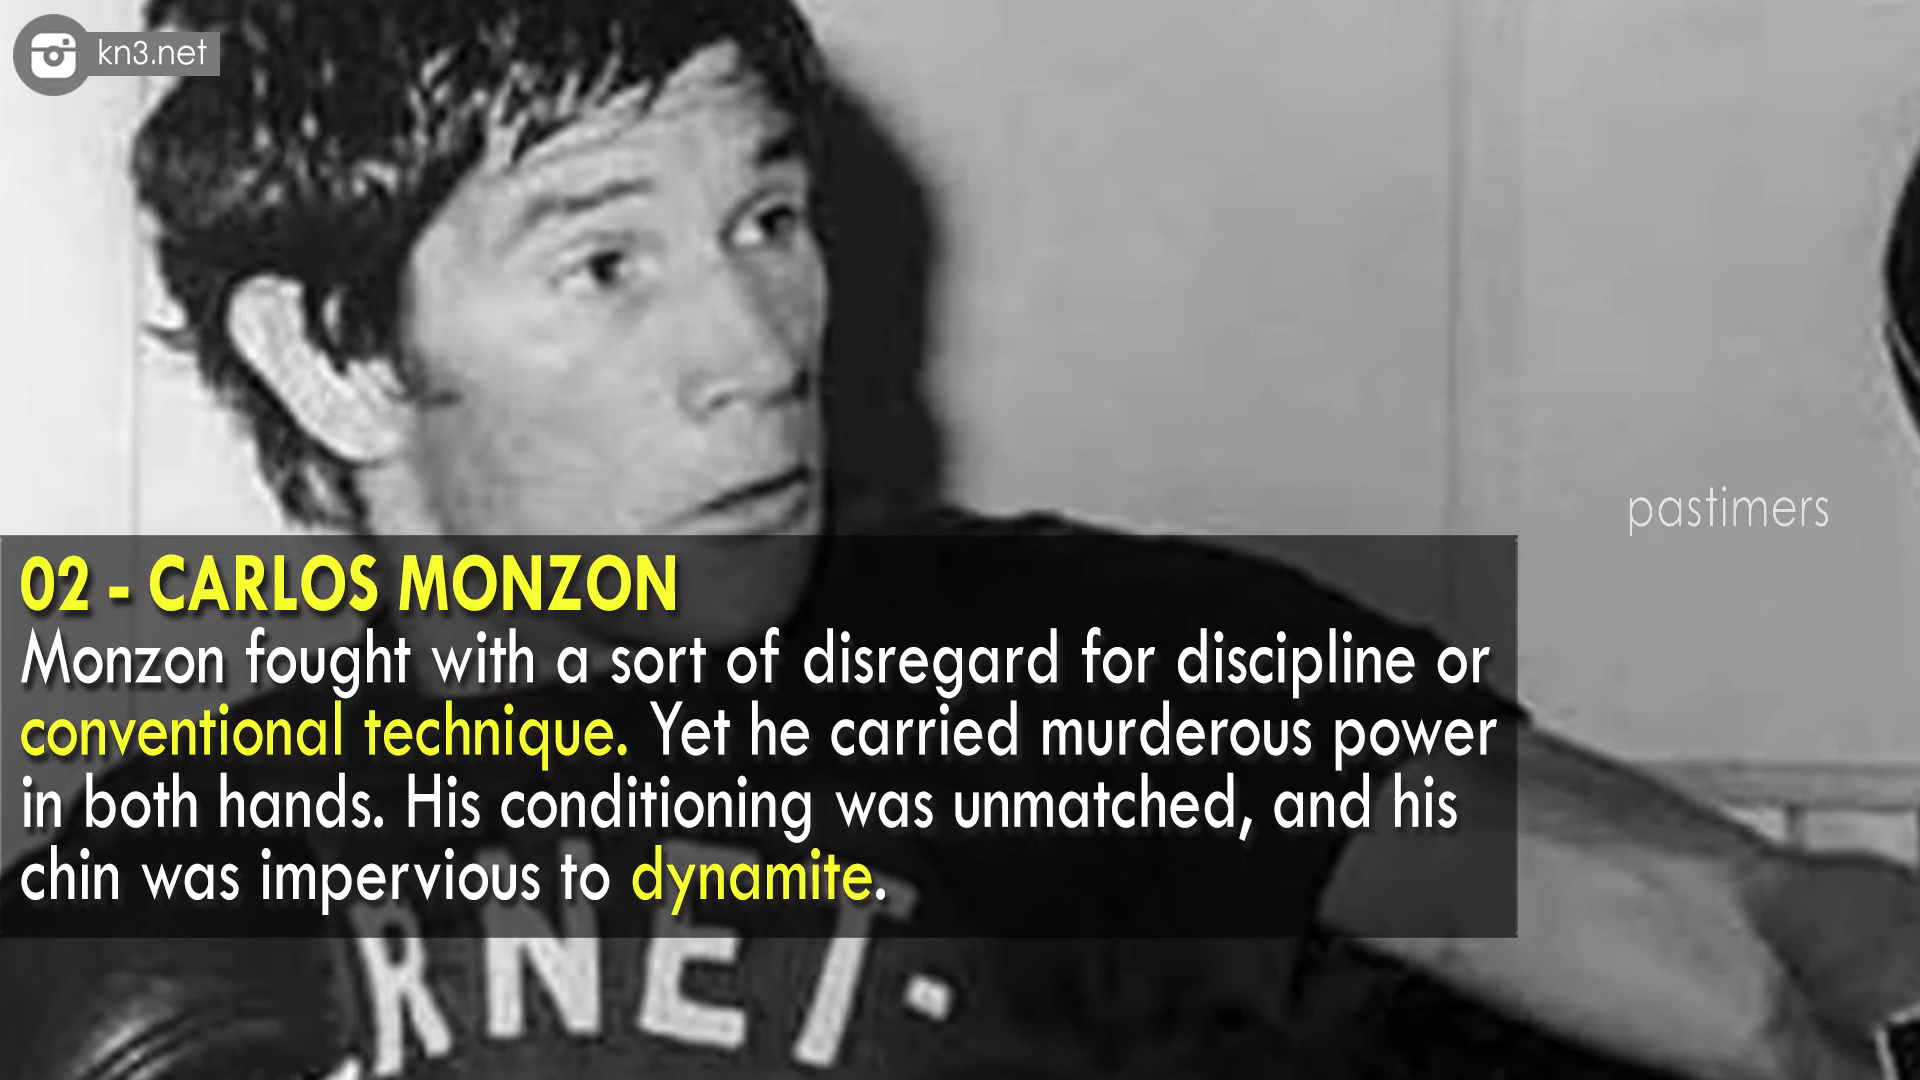 kn3.net
pastimers
02 - CARLOS MONZON
Monzon fought with a sort of disregard for discipline or
conventional technique. Yet he carried murderous power
in both hands. His conditioning was unmatched, and his
chin was impervious to dynamite.
RNET.